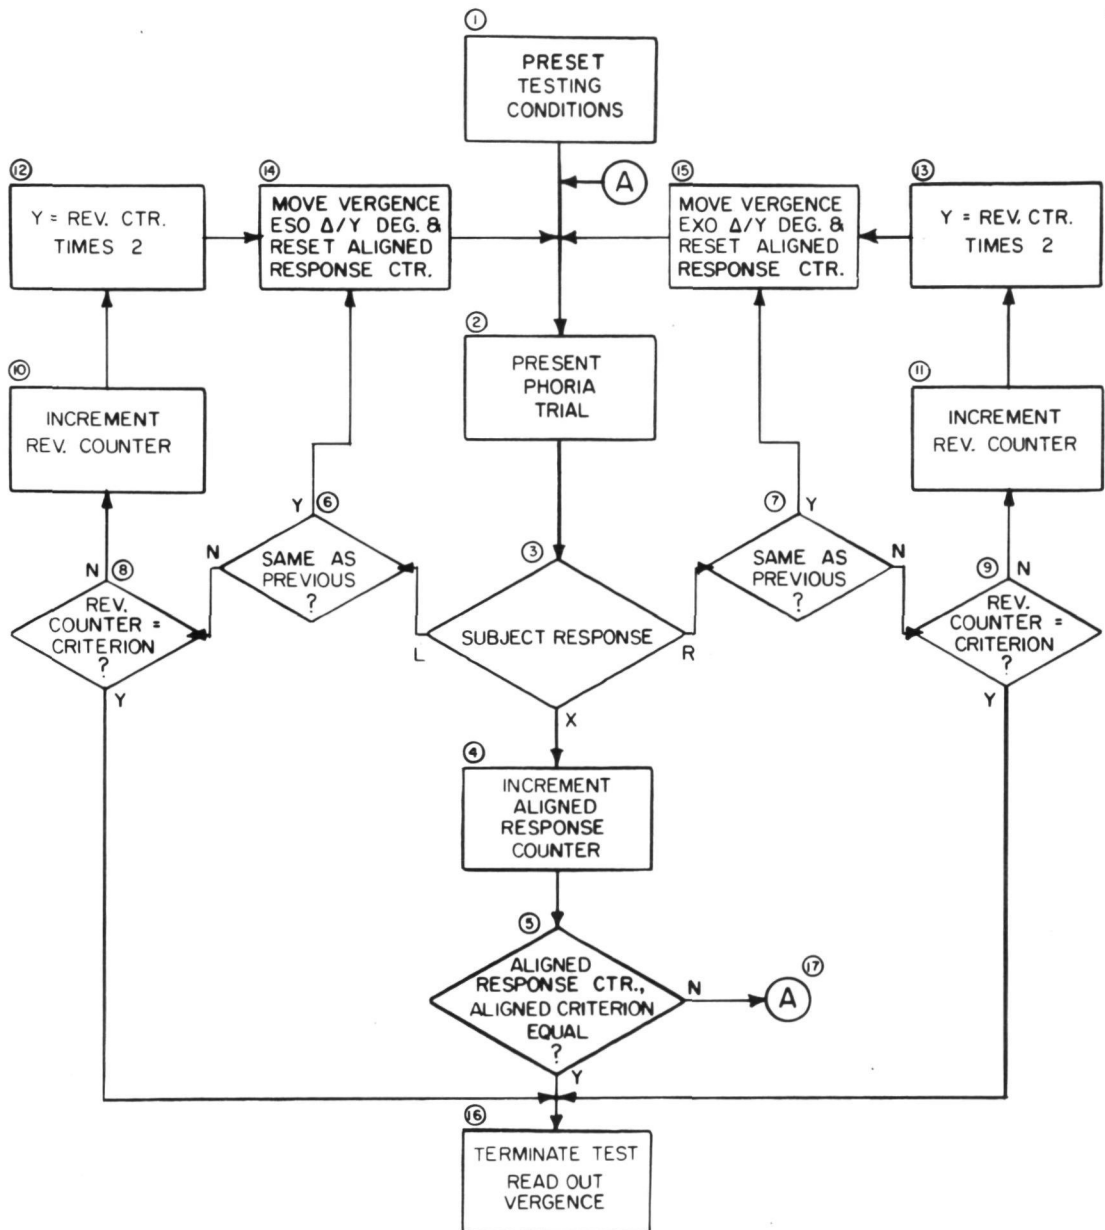 ①
PRESET
TESTING
CONDITIONS
A
⑫
Y = REV. CTR.
TIMES 2
⑭
MOVE VERGENCE
ESO Δ/Y DEG. &
RESET ALIGNED
RESPONSE CTR.
⑮
MOVE VERGENCE
EXO Δ/Y DEG. &
RESET ALIGNED
RESPONSE CTR.
⑬
Y = REV. CTR.
TIMES 2
②
PRESENT
PHORIA
TRIAL
⑩
INCREMENT
REV. COUNTER
⑪
INCREMENT
REV. COUNTER
Y
⑥
N
SAME AS
PREVIOUS
?
⑦
Y
N
SAME AS
PREVIOUS
?
③
SUBJECT RESPONSE
L
R
X
N
⑧
REV.
COUNTER =
CRITERION
?
Y
⑨
N
REV.
COUNTER =
CRITERION
?
Y
④
INCREMENT
ALIGNED
RESPONSE
COUNTER
⑤
ALIGNED
RESPONSE CTR.,
ALIGNED CRITERION
EQUAL
?
N
⑰
A
Y
⑯
TERMINATE TEST
READ OUT
VERGENCE